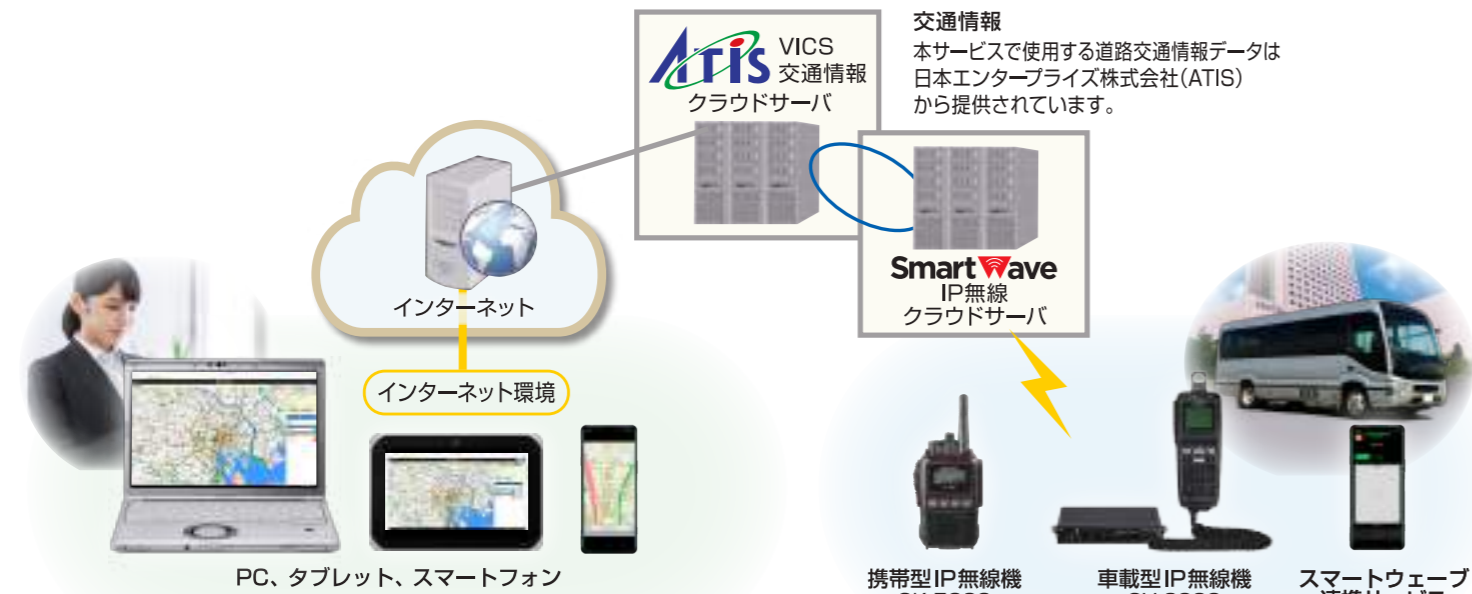 ATIS
VICS
交通情報
クラウドサーバ
交通情報
本サービスで使用する道路交通情報データは
日本エンタープライズ株式会社(ATIS)
から提供されています。
SmartWave
IP無線
クラウドサーバ
インターネット
インターネット環境
PC、タブレット、スマートフォン
携帯型IP無線機
車載型IP無線機
スマートウェーブ